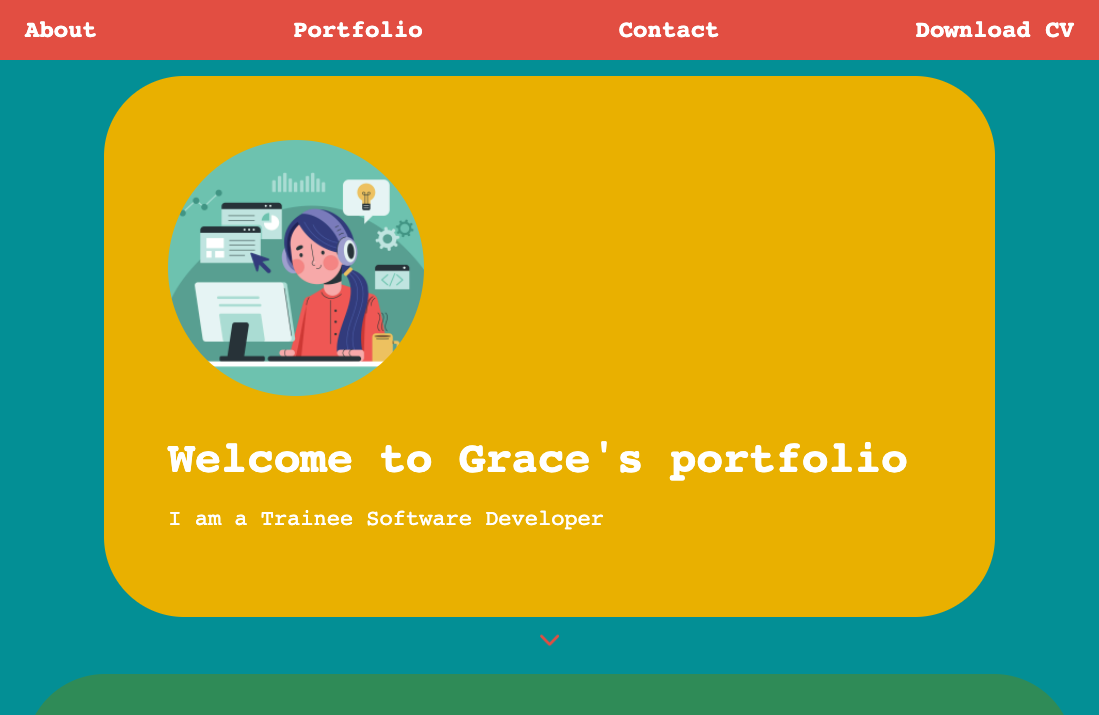 About Portfolio Contact Download CV
Welcome to Grace's portfolio
I am a Trainee Software Developer